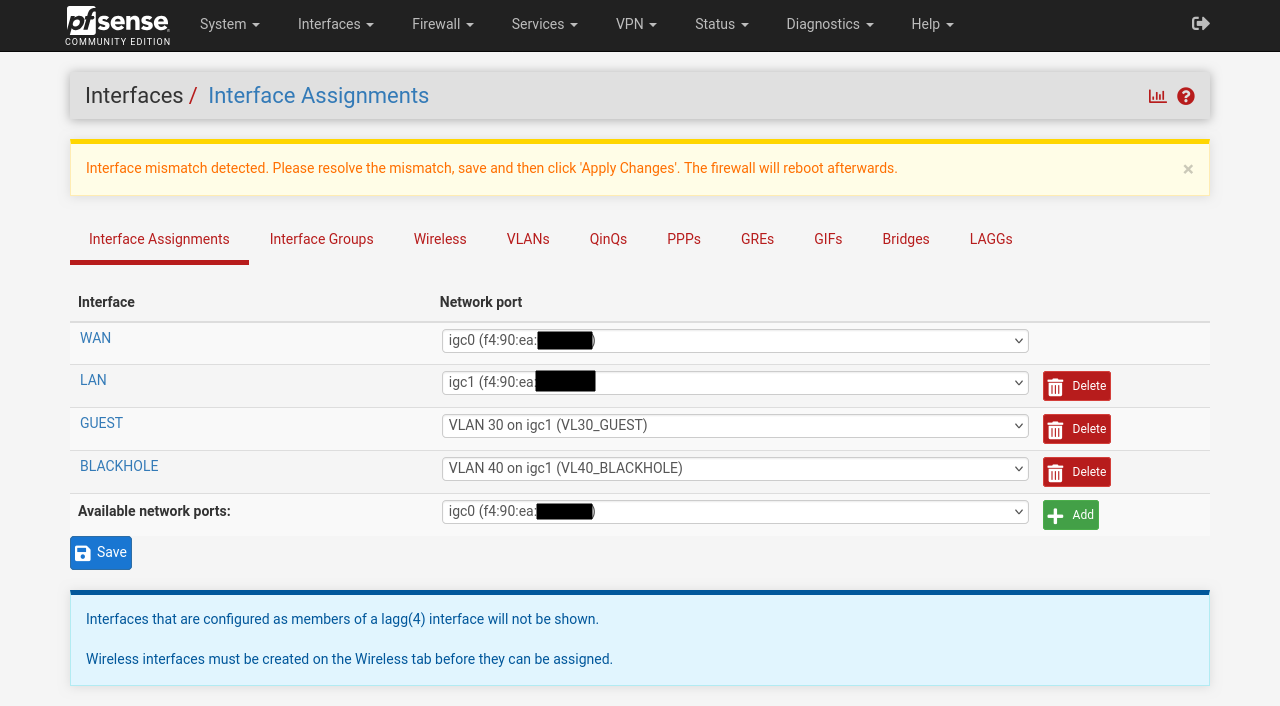 pfsense
COMMUNITY EDITION
System Interfaces Firewall Services VPN Status Diagnostics Help
Interfaces / Interface Assignments
Interface mismatch detected. Please resolve the mismatch, save and then click 'Apply Changes'. The firewall will reboot afterwards. ×
Interface Assignments Interface Groups Wireless VLANs QinQs PPPs GREs GIFs Bridges LAGGs
Interface Network port
WAN igc0 (f4:90:ea: )
LAN igc1 (f4:90:ea: Delete
GUEST VLAN 30 on igc1 (VL30_GUEST) Delete
BLACKHOLE VLAN 40 on igc1 (VL40_BLACKHOLE) Delete
Available network ports: igc0 (f4:90:ea: ) Add
Save
Interfaces that are configured as members of a lagg(4) interface will not be shown.
Wireless interfaces must be created on the Wireless tab before they can be assigned.